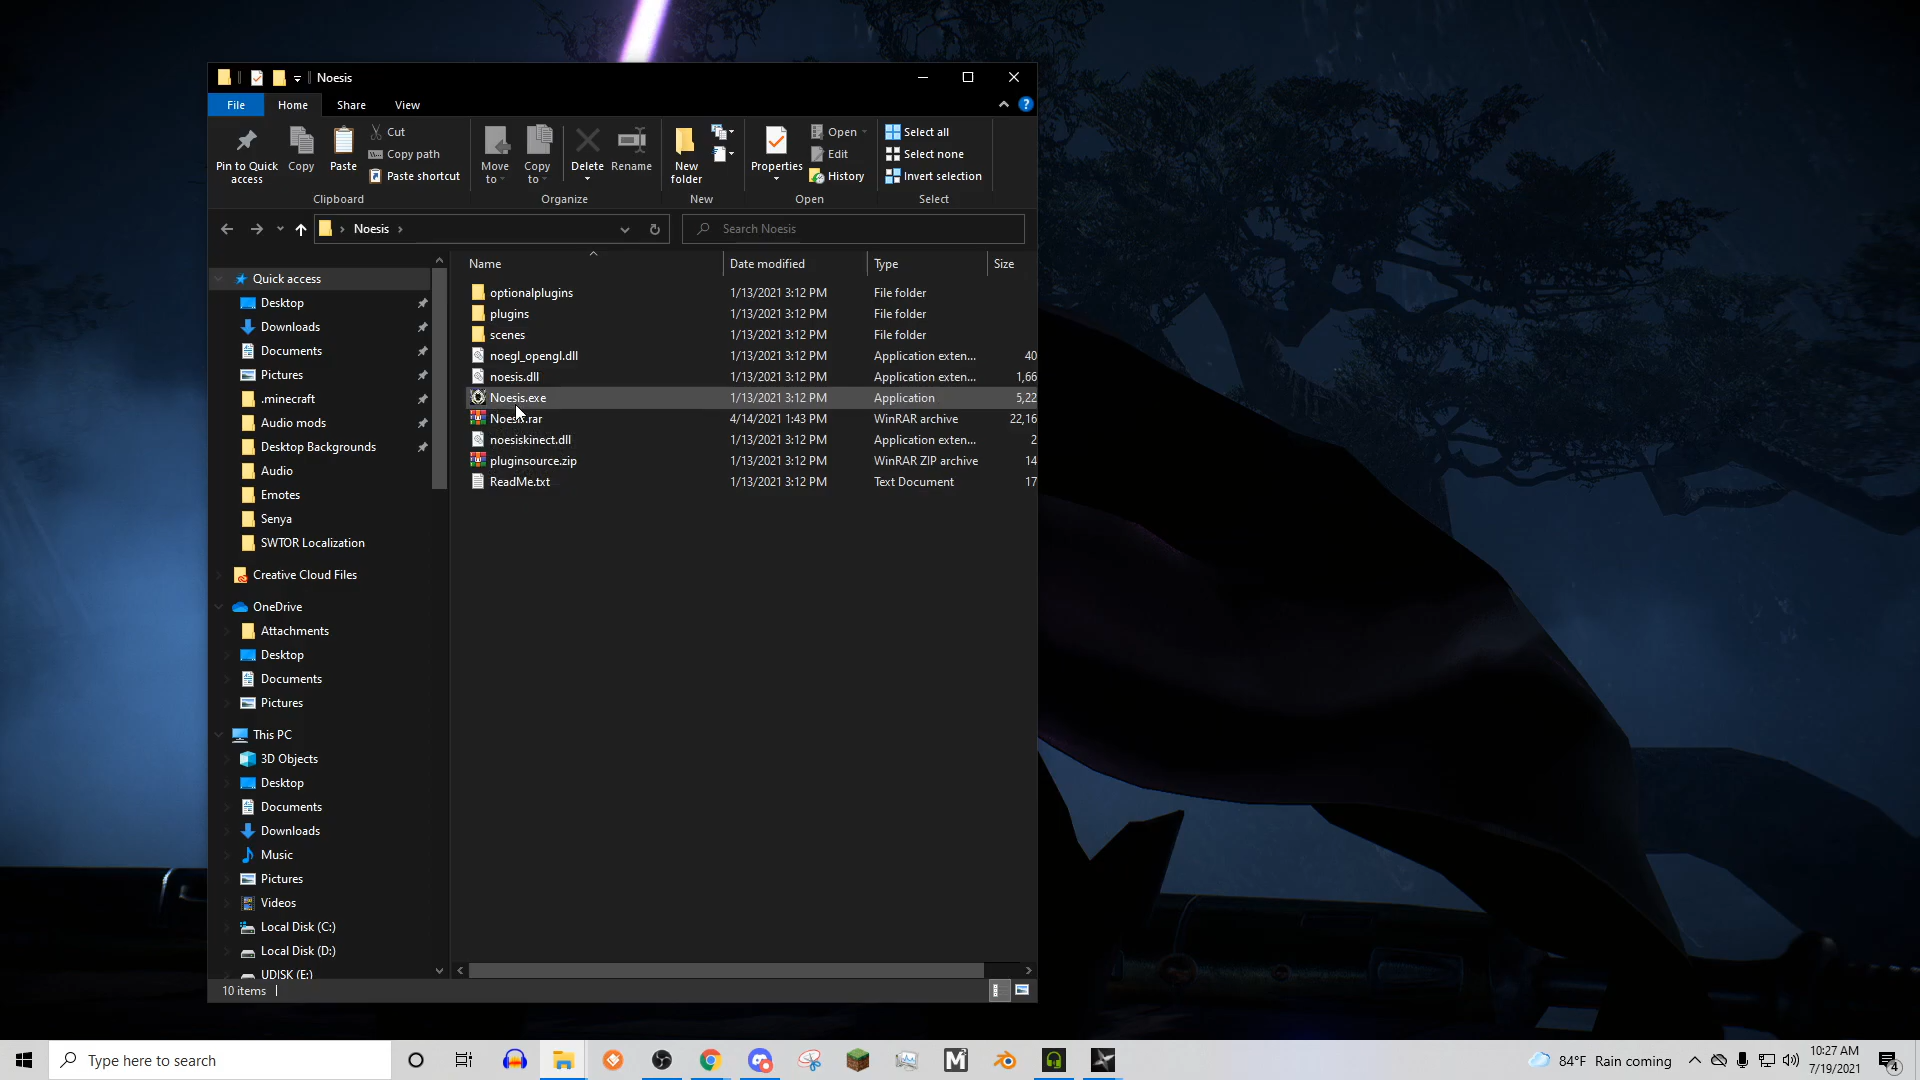 Noesis
File Home Share View
Pin to Quick access
Copy
Paste
Cut
Copy path
Paste shortcut
Clipboard
Move to
Copy to
Delete
Rename
Organize
New folder
New
Properties
Open
Edit
History
Open
Select all
Select none
Invert selection
Select
Noesis
Search Noesis
Name Date modified Type Size
optionalplugins 1/13/2021 3:12 PM File folder
plugins 1/13/2021 3:12 PM File folder
scenes 1/13/2021 3:12 PM File folder
noegl_opengl.dll 1/13/2021 3:12 PM Application exten... 40
noesis.dll 1/13/2021 3:12 PM Application exten... 1,66
Noesis.exe 1/13/2021 3:12 PM Application 5,22
Noesis.rar 4/14/2021 1:43 PM WinRAR archive 22,16
noesiskinect.dll 1/13/2021 3:12 PM Application exten... 2
pluginsource.zip 1/13/2021 3:12 PM WinRAR ZIP archive 14
ReadMe.txt 1/13/2021 3:12 PM Text Document 17
Quick access
Desktop
Downloads
Documents
Pictures
.minecraft
Audio mods
Desktop Backgrounds
Audio
Emotes
Senya
SWTOR Localization
Creative Cloud Files
OneDrive
Attachments
Desktop
Documents
Pictures
This PC
3D Objects
Desktop
Documents
Downloads
Music
Pictures
Videos
Local Disk (C:)
Local Disk (D:)
UDISK (E:)
10 items
Type here to search
84°F Rain coming
10:27 AM
7/19/2021
4